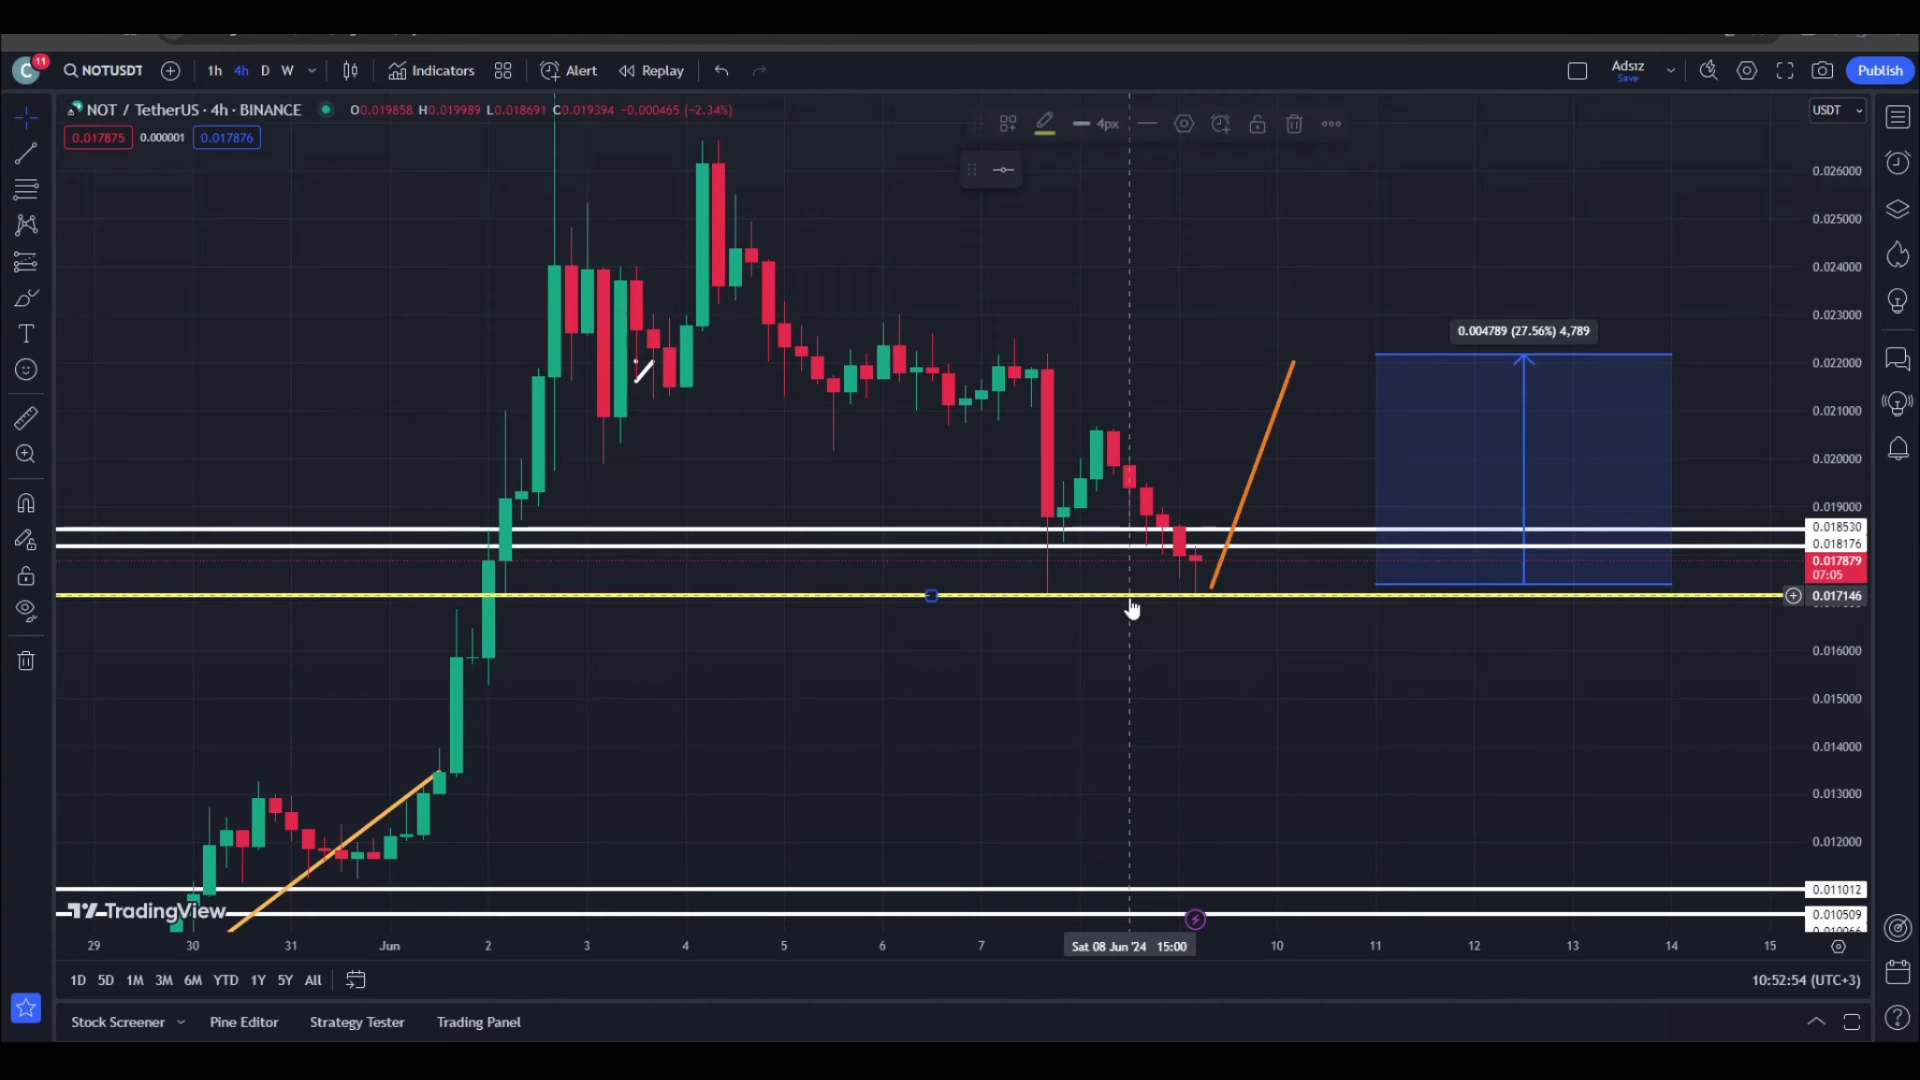 C 11 NOTUSDT 1h 4h D W Indicators Alert Replay Adsız Save Publish
NOT / TetherUS · 4h · BINANCE O0.019858 H0.019989 L0.018691 C0.019394 −0.000465 (−2.34%) USDT
0.017875 0.000001 0.017876
4px
0.026000
0.025000
0.024000
0.023000
0.004789 (27.56%) 4,789
0.022000
0.021000
0.020000
0.019000
0.018530
0.018176
0.017879
07:05
0.017146
0.016000
0.015000
0.014000
0.013000
0.012000
0.011012
TradingView
0.010509
29 30 31 Jun 2 3 4 5 6 7 Sat 08 Jun '24 15:00 10 11 12 13 14 15
1D 5D 1M 3M 6M YTD 1Y 5Y All 10:52:54 (UTC+3)
Stock Screener Pine Editor Strategy Tester Trading Panel